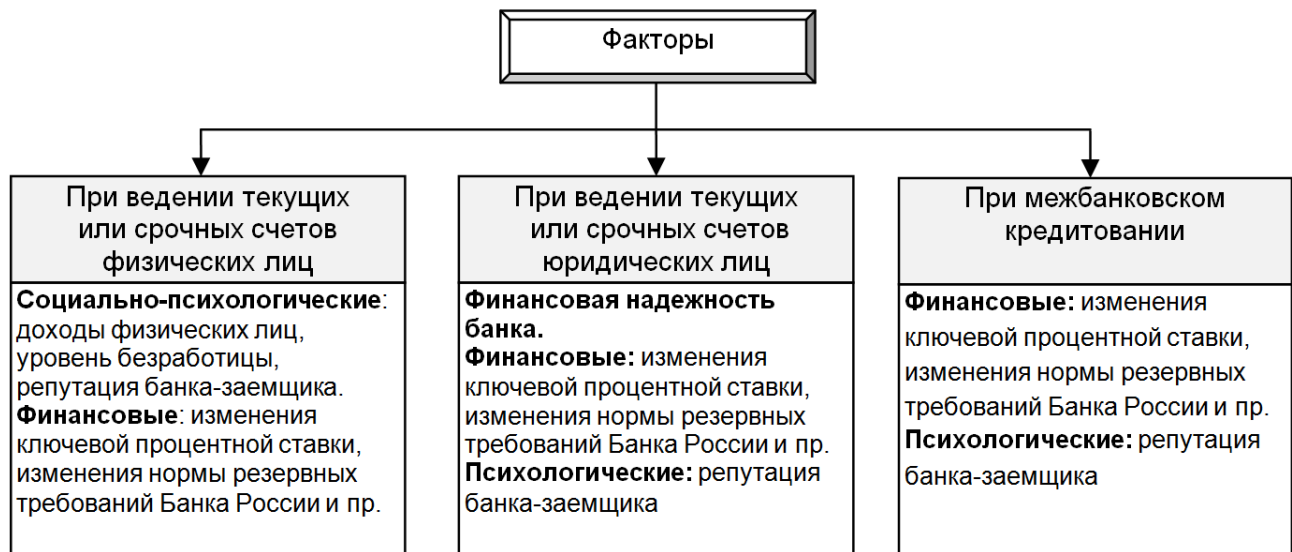 Факторы
При ведении текущих
или срочных счетов
физических лиц
Социально-психологические:
доходы физических лиц,
уровень безработицы,
репутация банка-заемщика.
Финансовые: изменения
ключевой процентной ставки,
изменения нормы резервных
требований Банка России и пр.
При ведении текущих
или срочных счетов
юридических лиц
Финансовая надежность
банка.
Финансовые: изменения
ключевой процентной ставки,
изменения нормы резервных
требований Банка России и пр.
Психологические: репутация
банка-заемщика
При межбанковском
кредитовании
Финансовые: изменения
ключевой процентной ставки,
изменения нормы резервных
требований Банка России и пр.
Психологические: репутация
банка-заемщика